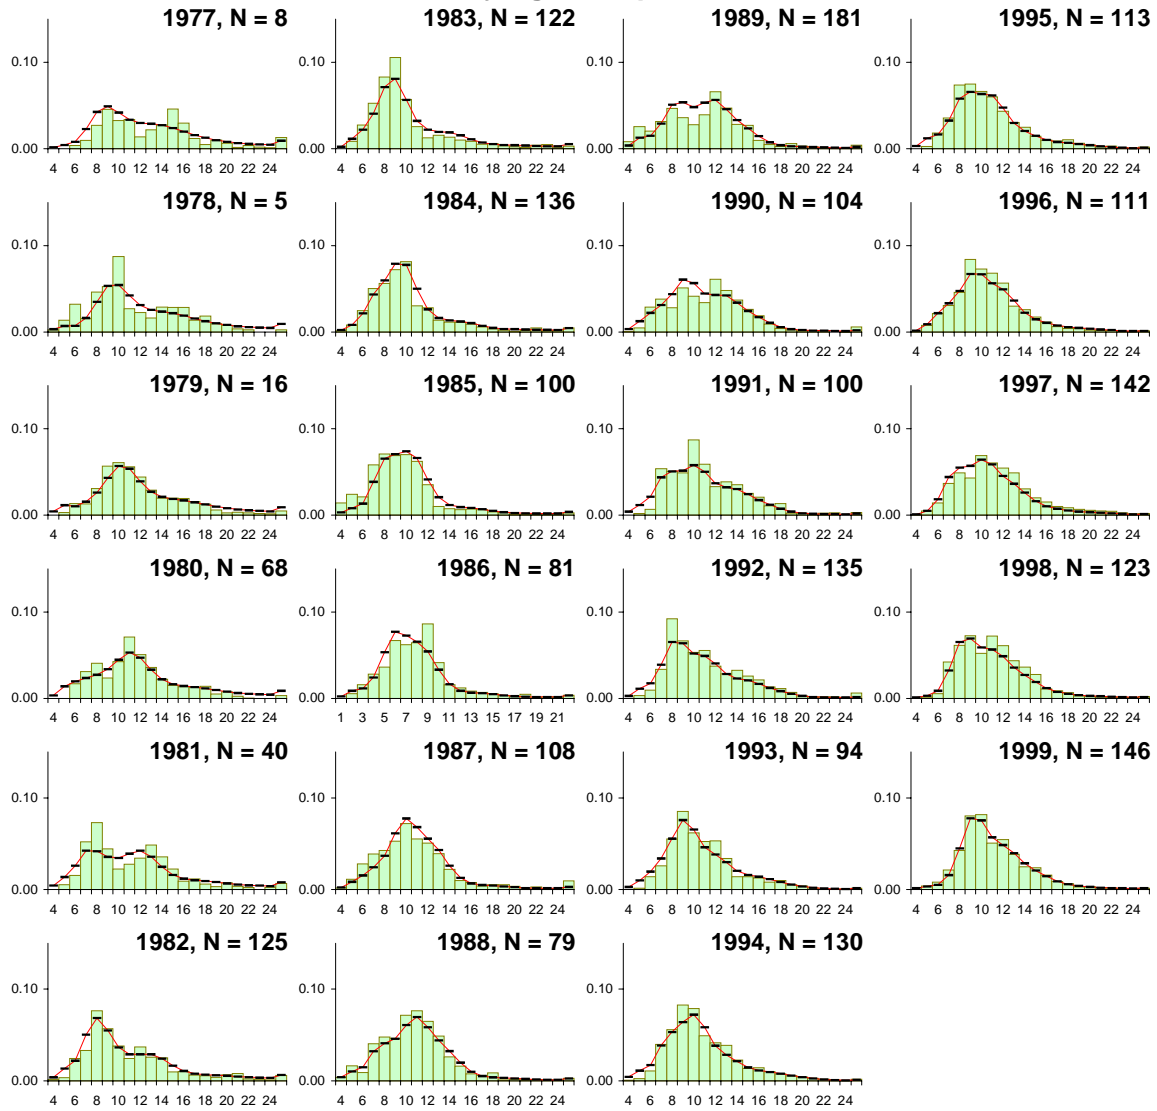 1977, N = 8
0.10
0.00
4 6 8 10 12 14 16 18 20 22 24
1978, N = 5
0.10
0.00
4 6 8 10 12 14 16 18 20 22 24
1979, N = 16
0.10
0.00
4 6 8 10 12 14 16 18 20 22 24
1980, N = 68
0.10
0.00
4 6 8 10 12 14 16 18 20 22 24
1981, N = 40
0.10
0.00
4 6 8 10 12 14 16 18 20 22 24
1982, N = 125
0.10
0.00
4 6 8 10 12 14 16 18 20 22 24
1983, N = 122
0.10
0.00
4 6 8 10 12 14 16 18 20 22 24
1984, N = 136
0.10
0.00
4 6 8 10 12 14 16 18 20 22 24
1985, N = 100
0.10
0.00
4 6 8 10 12 14 16 18 20 22 24
1986, N = 81
0.10
0.00
1 3 5 7 9 11 13 15 17 19 21
1987, N = 108
0.10
0.00
4 6 8 10 12 14 16 18 20 22 24
1988, N = 79
0.10
0.00
4 6 8 10 12 14 16 18 20 22 24
1989, N = 181
0.10
0.00
4 6 8 10 12 14 16 18 20 22 24
1990, N = 104
0.10
0.00
4 6 8 10 12 14 16 18 20 22 24
1991, N = 100
0.10
0.00
4 6 8 10 12 14 16 18 20 22 24
1992, N = 135
0.10
0.00
4 6 8 10 12 14 16 18 20 22 24
1993, N = 94
0.10
0.00
4 6 8 10 12 14 16 18 20 22 24
1994, N = 130
0.10
0.00
4 6 8 10 12 14 16 18 20 22 24
1995, N = 113
0.10
0.00
4 6 8 10 12 14 16 18 20 22 24
1996, N = 111
0.10
0.00
4 6 8 10 12 14 16 18 20 22 24
1997, N = 142
0.10
0.00
4 6 8 10 12 14 16 18 20 22 24
1998, N = 123
0.10
0.00
4 6 8 10 12 14 16 18 20 22 24
1999, N = 146
0.10
0.00
4 6 8 10 12 14 16 18 20 22 24